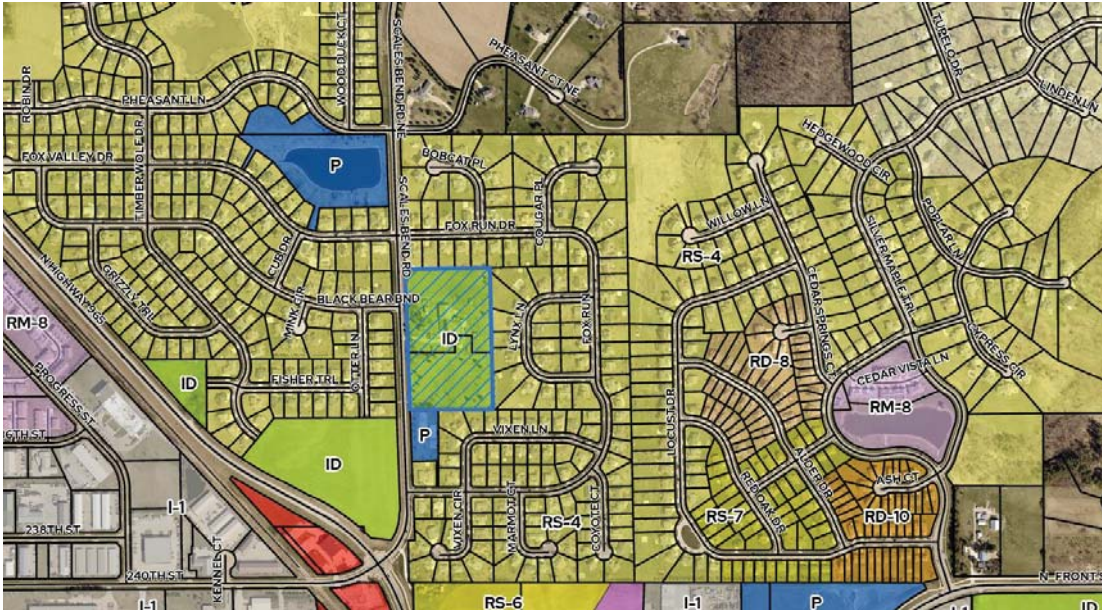 WOOD DUCK CT
SCALES BEND RD NE
PHEASANT CT NE
TUPELO DR
LINDEN LN
ROBIN DR
PHEASANT LN
FOX VALLEY DR
TIMBERWOLF DR
P
BOBCAT PL
COUGAR PL
HEDGEWOOD CIR
SCALES BEND RD
FOX RUN DR
WILLOW LN
SILVER MAPLE TRL
POPLAR LN
RS-4
CUB DR
N HIGHWAY 965
GRIZZLY TRL
MINK CIR
BLACK BEAR BND
CEDAR SPRINGS CT
RM-8
ID
LYNX LN
FOX RUN
RD-8
CYPRESS CIR
CEDAR VISTA LN
RM-8
ID
FISHER TRL
OTTER LN
PROGRESS ST
LOCUST DR
P
VIXEN LN
ID
ALDER DR
RED OAK DR
ASH CT
I-1
VIXEN CIR
MARMOT CT
RS-4
COYOTE CT
RS-7
RD-10
238TH ST
KENNEL CT
240TH ST
N FRONT S
I-1
RS-6
I-1
P
I-1
ID